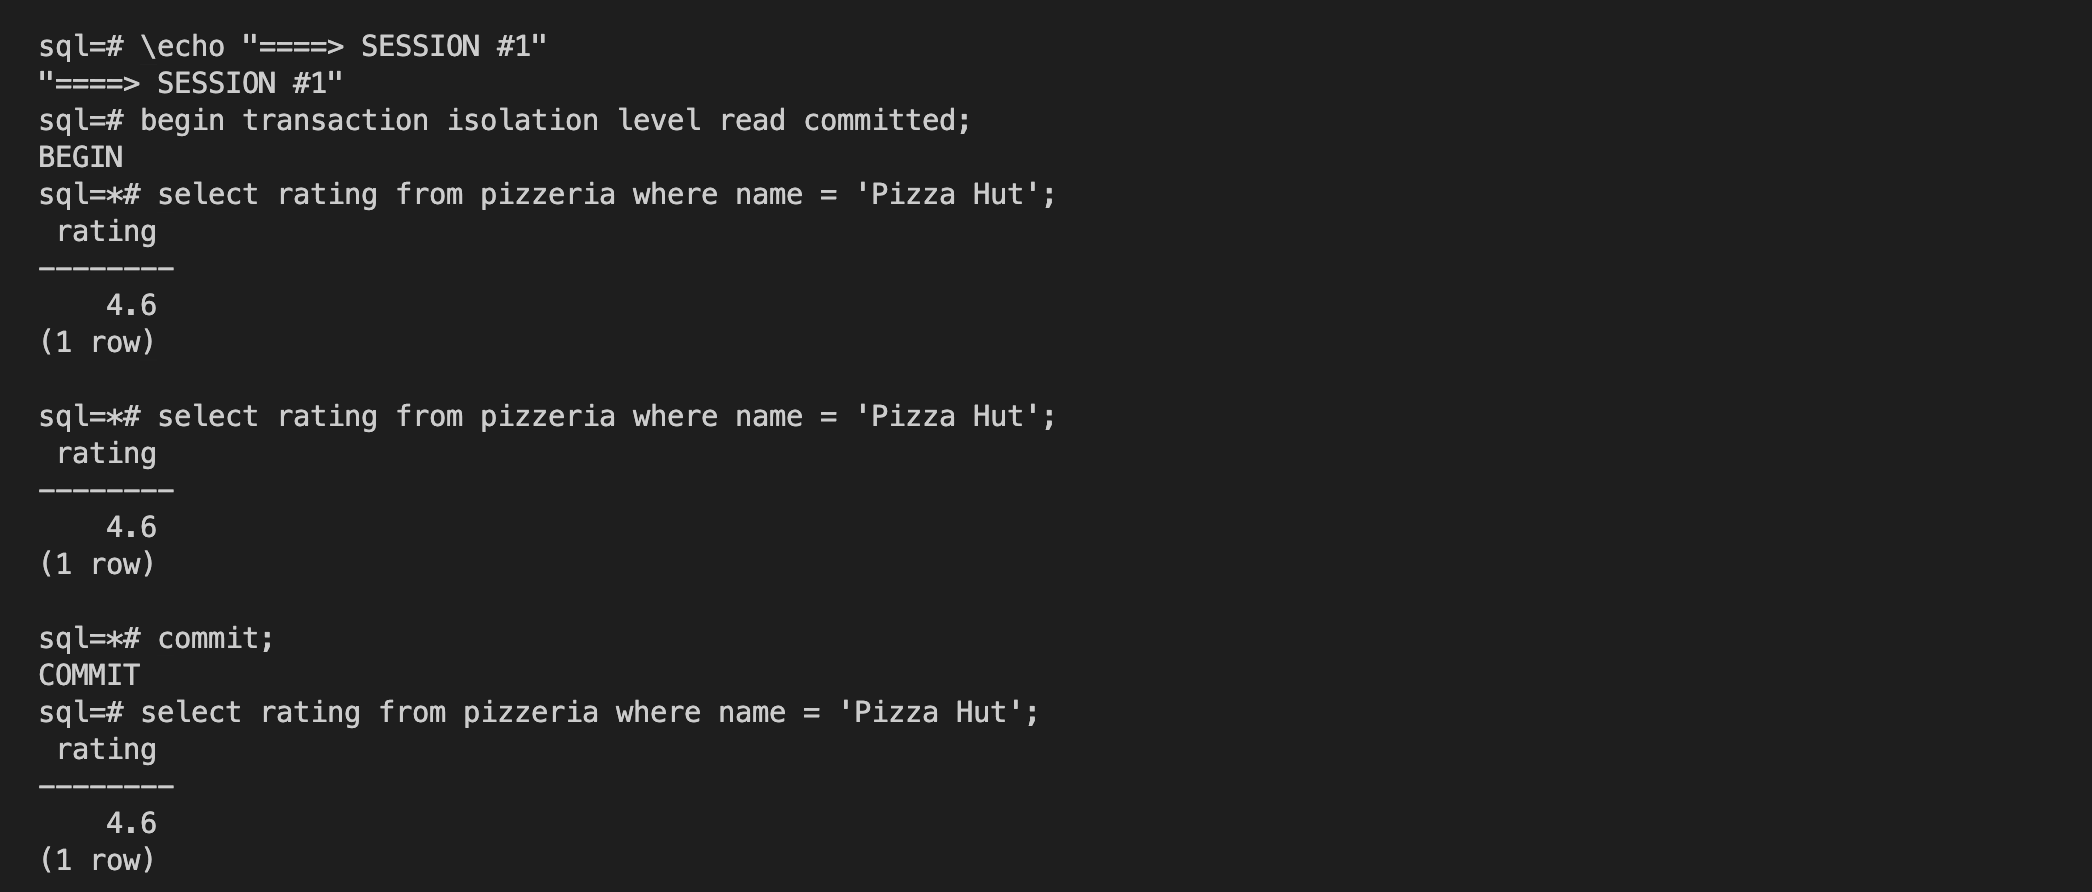 sql=# \echo "====> SESSION #1"
"====> SESSION #1"
sql=# begin transaction isolation level read committed;
BEGIN
sql=*# select rating from pizzeria where name = 'Pizza Hut';
 rating
--------
    4.6
(1 row)

sql=*# select rating from pizzeria where name = 'Pizza Hut';
 rating
--------
    4.6
(1 row)

sql=*# commit;
COMMIT
sql=# select rating from pizzeria where name = 'Pizza Hut';
 rating
--------
    4.6
(1 row)